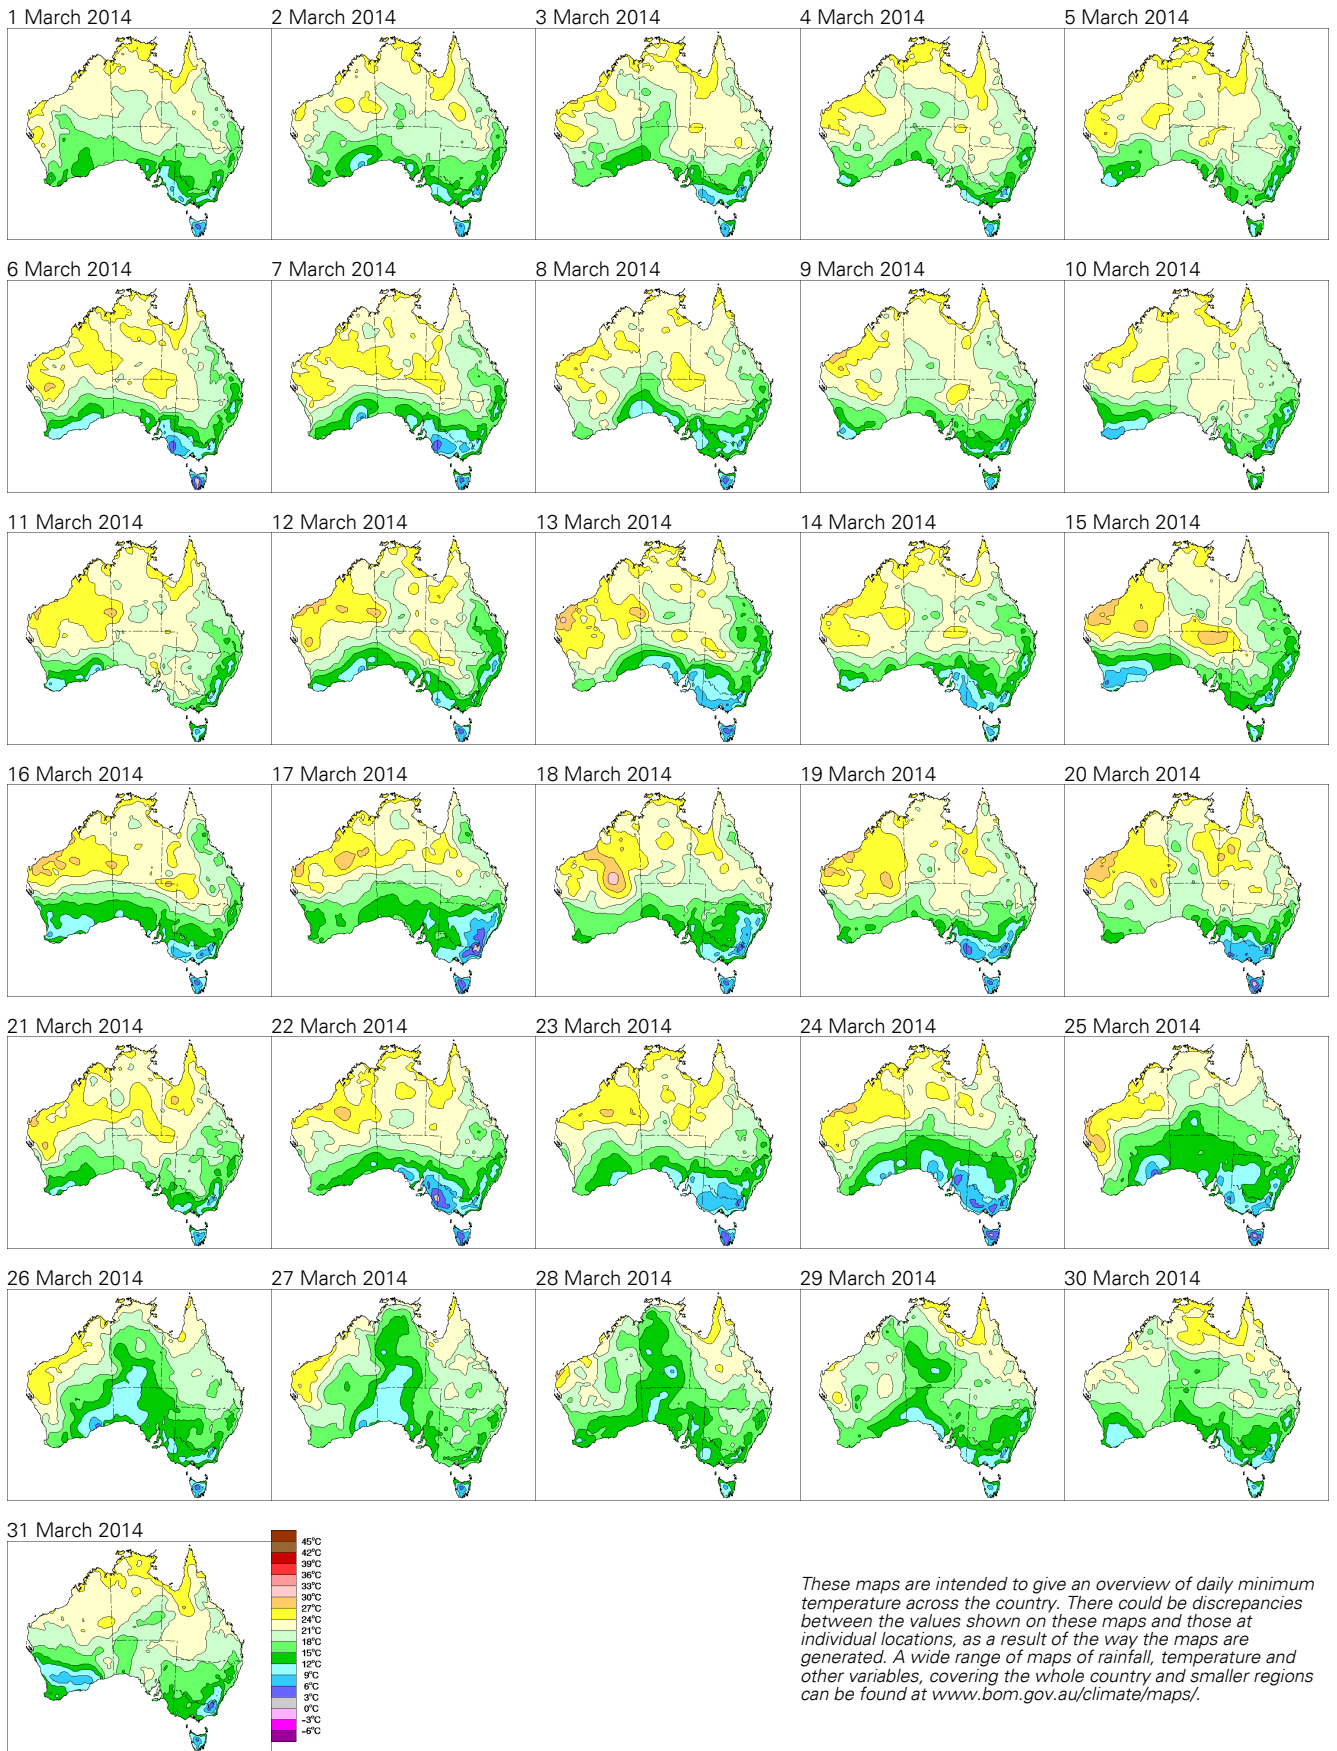 1 March 2014
2 March 2014
3 March 2014
4 March 2014
5 March 2014
6 March 2014
7 March 2014
8 March 2014
9 March 2014
10 March 2014
11 March 2014
12 March 2014
13 March 2014
14 March 2014
15 March 2014
16 March 2014
17 March 2014
18 March 2014
19 March 2014
20 March 2014
21 March 2014
22 March 2014
23 March 2014
24 March 2014
25 March 2014
26 March 2014
27 March 2014
28 March 2014
29 March 2014
30 March 2014
31 March 2014
45°C
42°C
39°C
36°C
33°C
30°C
27°C
24°C
21°C
18°C
15°C
12°C
9°C
6°C
3°C
0°C
-3°C
-6°C
These maps are intended to give an overview of daily minimum
temperature across the country. There could be discrepancies
between the values shown on these maps and those at
individual locations, as a result of the way the maps are
generated. A wide range of maps of rainfall, temperature and
other variables, covering the whole country and smaller regions
can be found at www.bom.gov.au/climate/maps/.